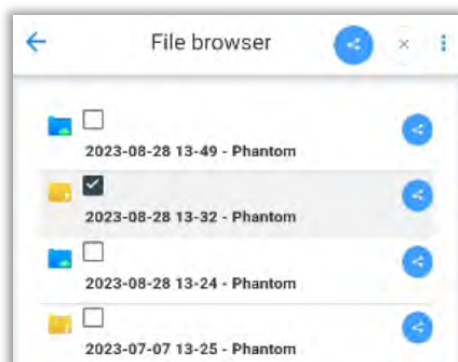 File browser
2023-08-28 13-49 - Phantom
2023-08-28 13-32 - Phantom
2023-08-28 13-24 - Phantom
2023-07-07 13-25 - Phantom